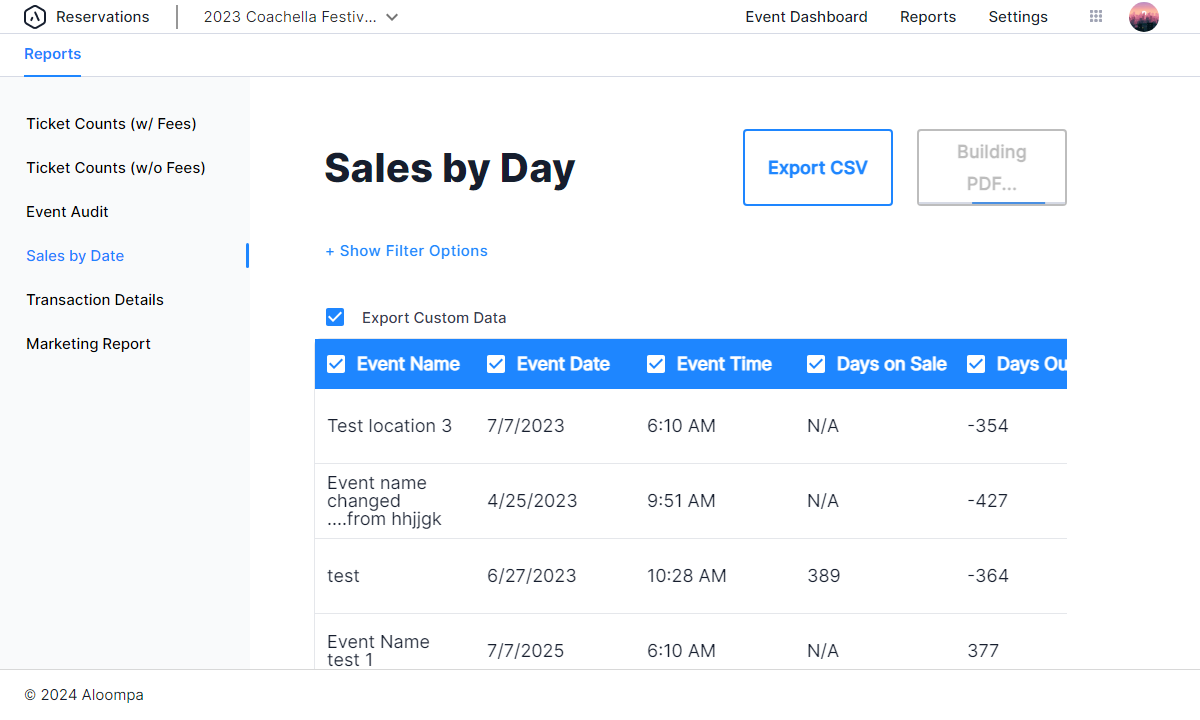 Reservations
2023 Coachella Festiv...
Event Dashboard
Reports
Settings
Reports
Ticket Counts (w/ Fees)
Ticket Counts (w/o Fees)
Event Audit
Sales by Date
Transaction Details
Marketing Report
Sales by Day
Export CSV
Building
PDF...
+ Show Filter Options
Export Custom Data
Event Name Event Date Event Time Days on Sale Days Ou
Test location 3 7/7/2023 6:10 AM N/A -354
Event name
changed
....from hhjjgk
4/25/2023 9:51 AM N/A -427
test 6/27/2023 10:28 AM 389 -364
Event Name
test 1
7/7/2025 6:10 AM N/A 377
© 2024 Aloompa